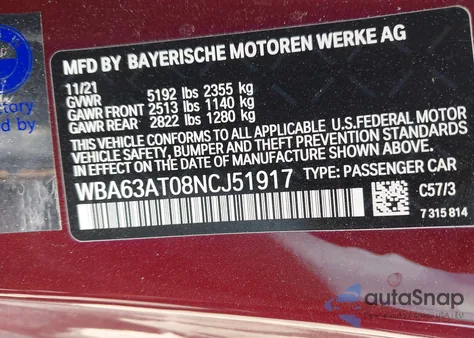 MFD BY BAYERISCHE MOTOREN WERKE AG
11/21
GVWR 5192 lbs 2355 kg
GAWR FRONT 2513 lbs 1140 kg
GAWR REAR 2822 lbs 1280 kg
THIS VEHICLE CONFORMS TO ALL APPLICABLE U.S. FEDERAL MOTOR
VEHICLE SAFETY, BUMPER AND THEFT PREVENTION STANDARDS
IN EFFECT ON THE DATE OF MANUFACTURE SHOWN ABOVE.
WBA63AT08NCJ51917 TYPE: PASSENGER CAR
C57/3
7 315 814
ctory
d by
autoSnap